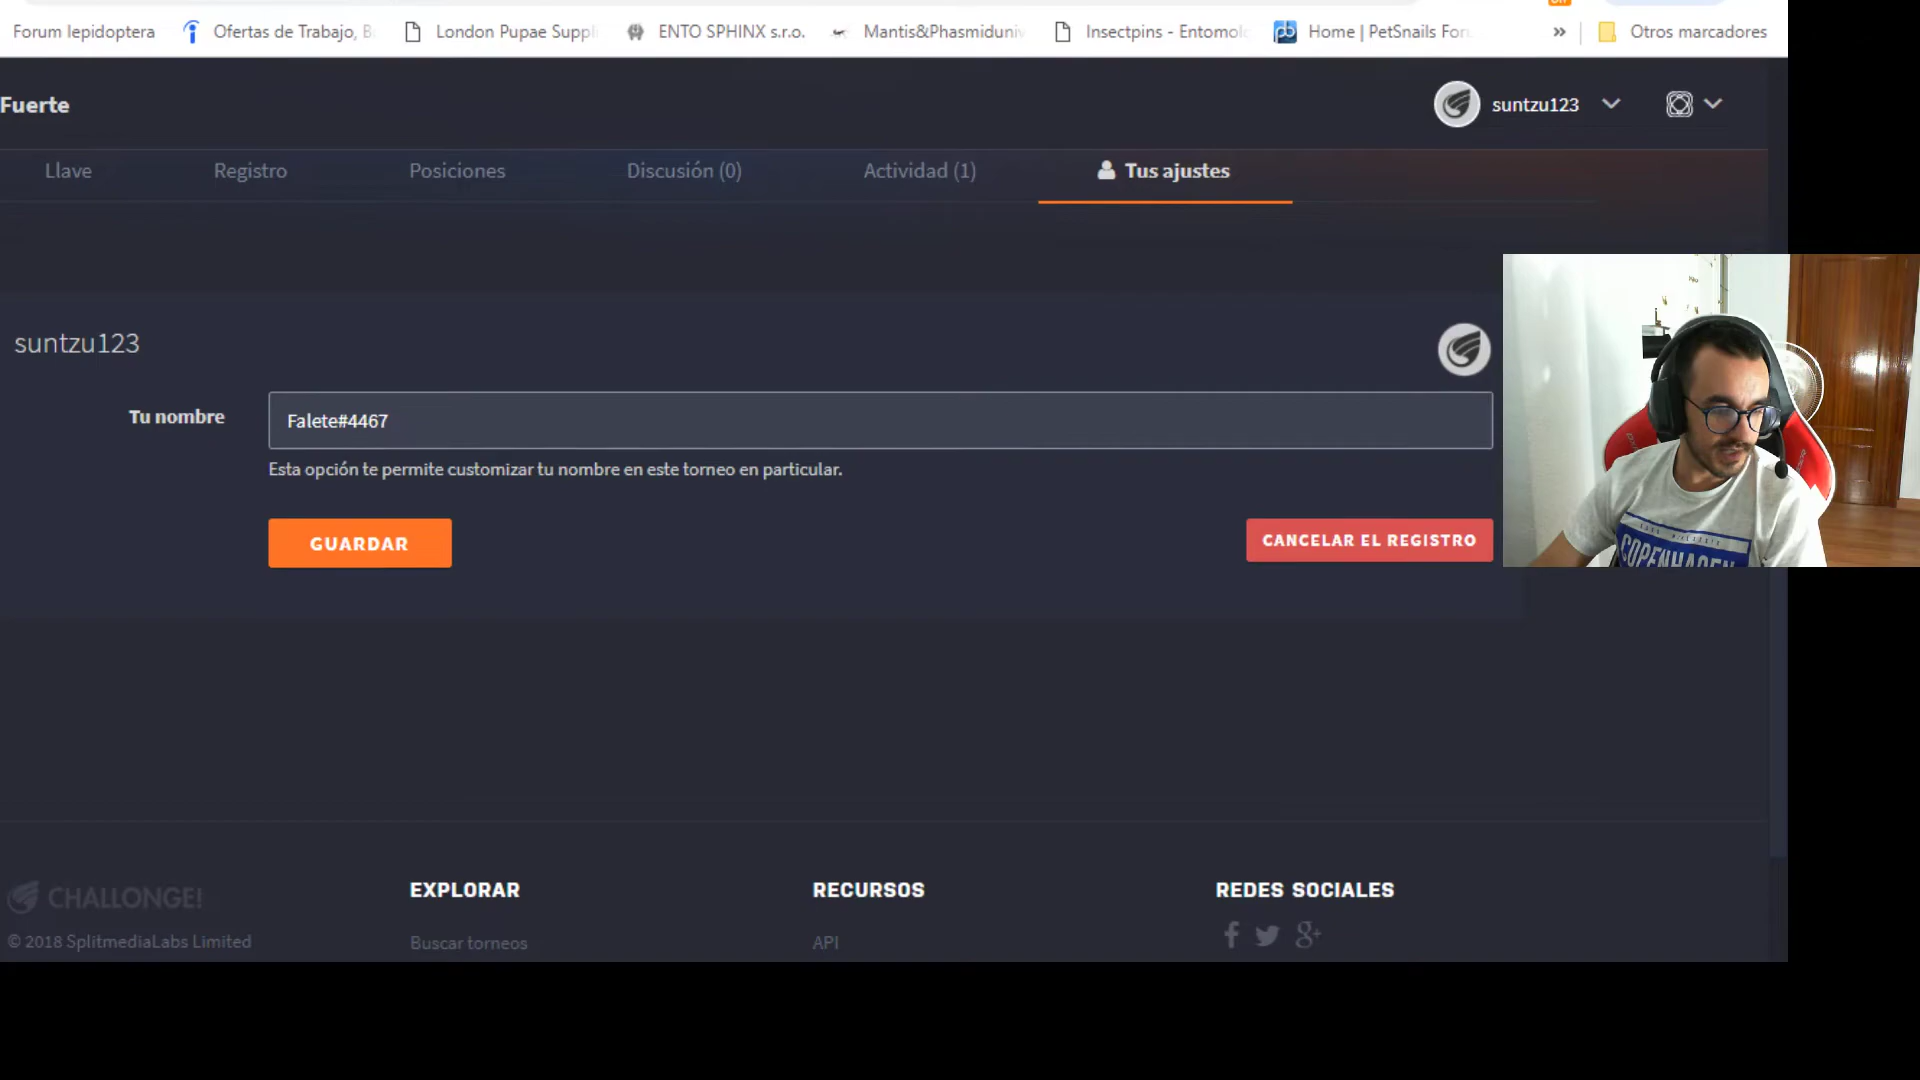 Forum lepidoptera
Ofertas de Trabajo, B
London Pupae Suppl
ENTO SPHINX s.r.o.
Mantis&Phasmiduniv
Insectpins - Entomol
Home | PetSnails For
»
Otros marcadores
Fuerte
suntzu123
Llave
Registro
Posiciones
Discusión (0)
Actividad (1)
Tus ajustes
suntzu123
Tu nombre
Falete#4467
Esta opción te permite customizar tu nombre en este torneo en particular.
GUARDAR
CANCELAR EL REGISTRO
COPENHAGEN
CHALLONGE!
© 2018 SplitmediaLabs Limited
EXPLORAR
Buscar torneos
RECURSOS
API
REDES SOCIALES